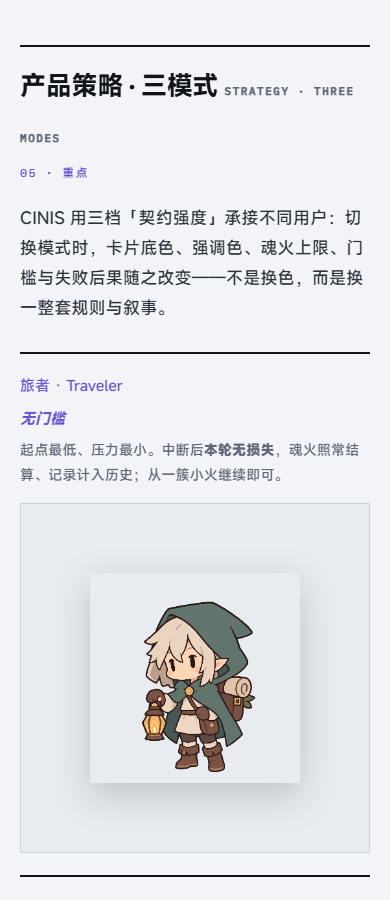 产品策略 · 三模式 STRATEGY · THREE
MODES
05 · 重点
CINIS 用三档「契约强度」承接不同用户：切
换模式时，卡片底色、强调色、魂火上限、门
槛与失败后果随之改变——不是换色，而是换
一整套规则与叙事。
旅者 · Traveler
无门槛
起点最低、压力最小。中断后本轮无损失，魂火照常结
算、记录计入历史；从一簇小火继续即可。